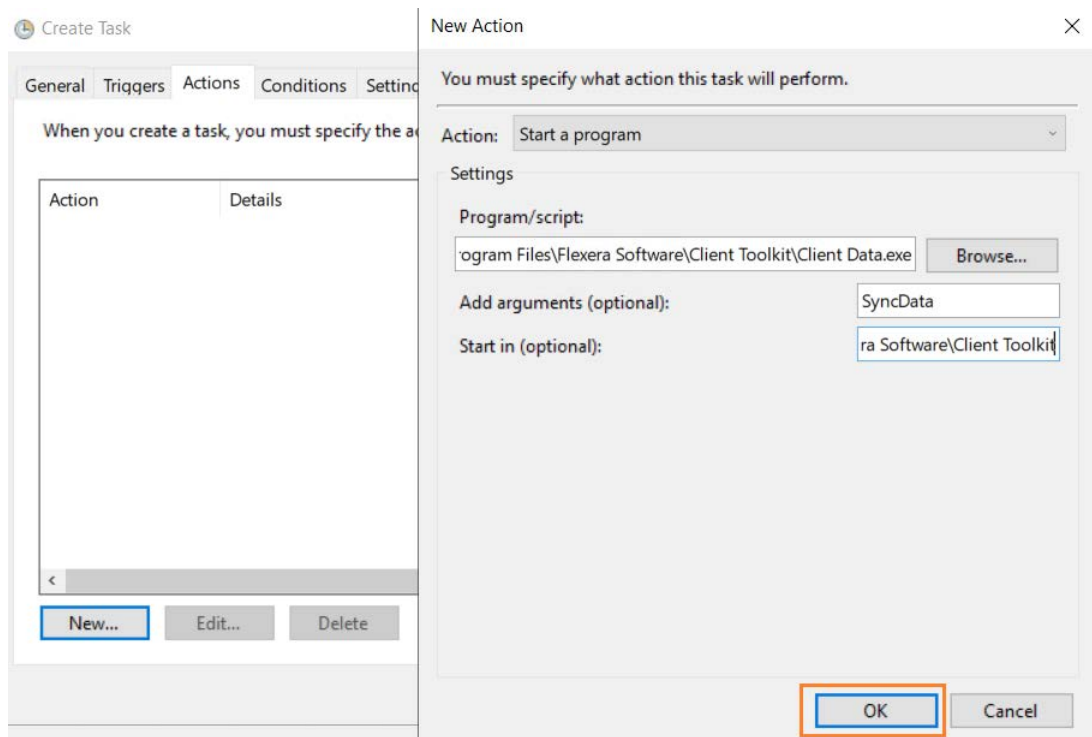 Create Task
General Triggers Actions Conditions Setting
When you create a task, you must specify the a
Action Details
New... Edit... Delete
New Action
You must specify what action this task will perform.
Action: Start a program
Settings
Program/script:
ogram Files\Flexera Software\Client Toolkit\Client Data.exe Browse...
Add arguments (optional): SyncData
Start in (optional): ra Software\Client Toolkit
OK Cancel